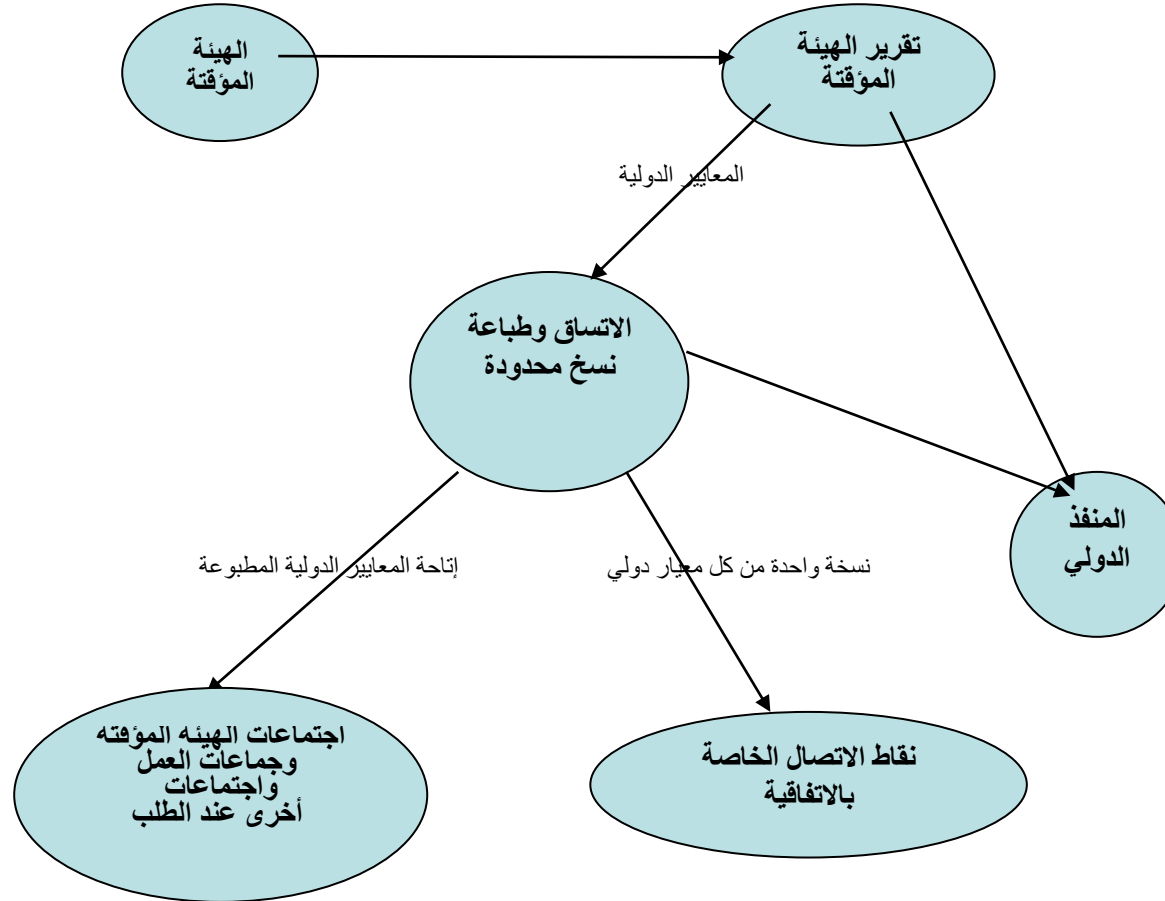 الهيئة
المؤقتة
تقرير الهيئة
المؤقتة
المعايير الدولية
الاتساق وطباعة
نسخ محدودة
المنفذ
الدولي
إتاحة المعايير الدولية المطبوعة
نسخة واحدة من كل معيار دولي
اجتماعات الهيئه المؤقته
وجماعات العمل
واجتماعات
أخرى عند الطلب
نقاط الاتصال الخاصة
بالاتفاقية